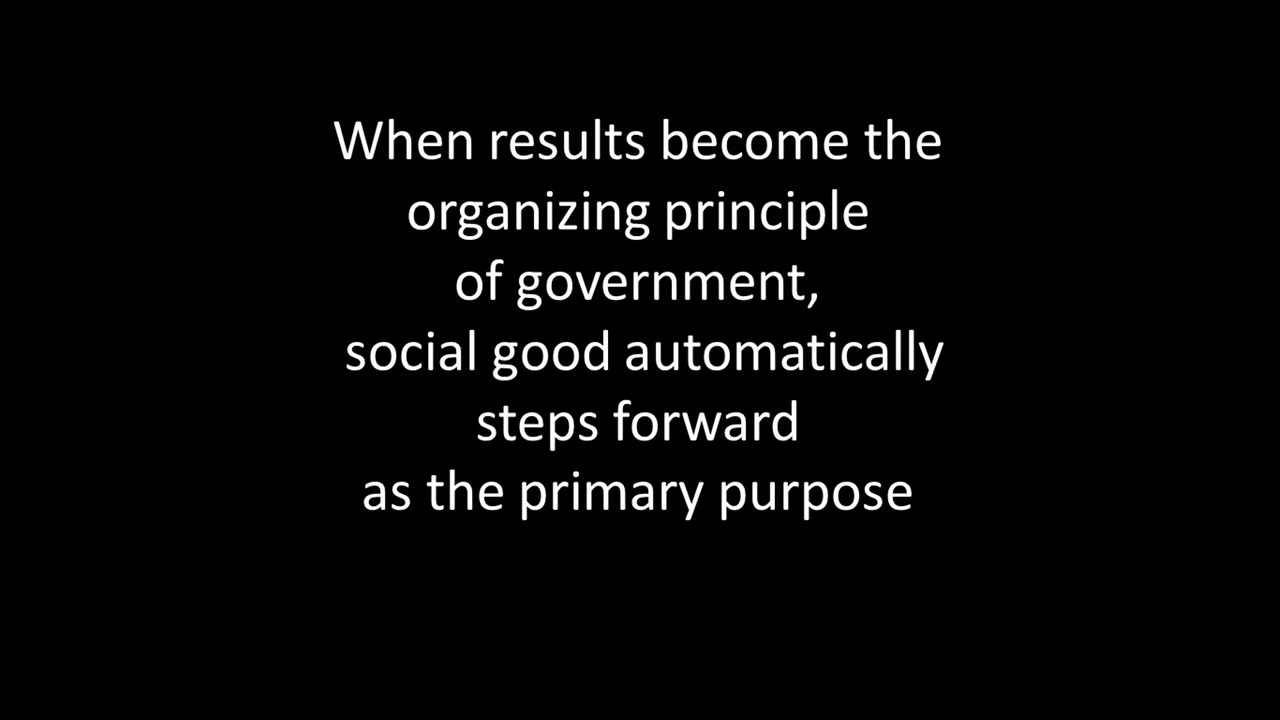 When results become the
organizing principle
of government,
social good automatically
steps forward
as the primary purpose